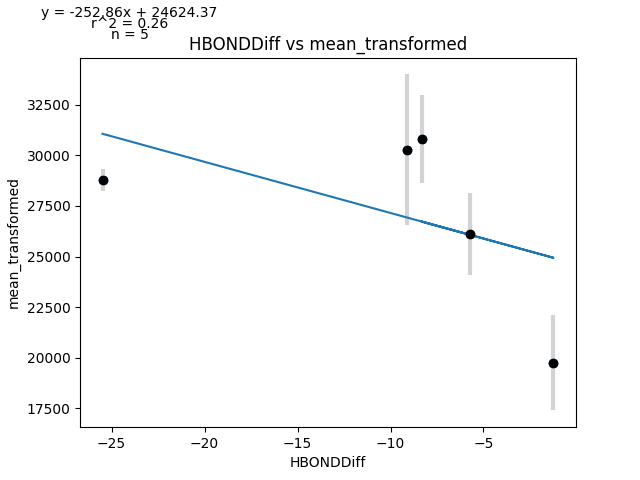 y = -252.86x + 24624.37
r^2 = 0.26
n = 5
HBONDDiff vs mean_transformed
mean_transformed
32500
30000
27500
25000
22500
20000
17500
−25
−20
−15
−10
−5
HBONDDiff